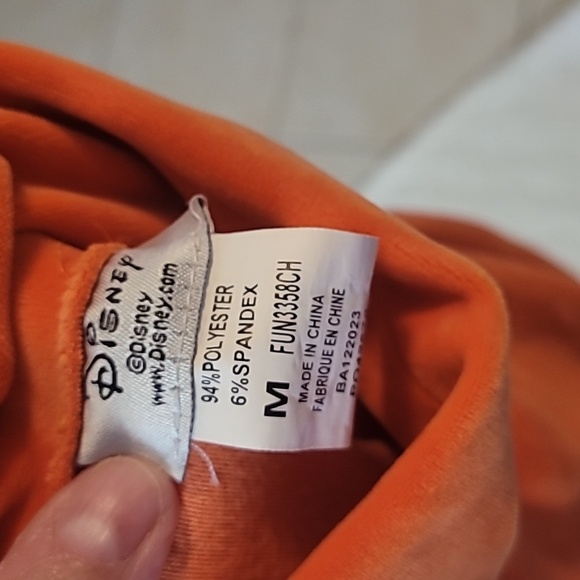 Disney
©Disney
www.Disney.com
94%POLYESTER
6%SPANDEX
M FUN3358CH
MADE IN CHINA
FABRIQUE EN CHINE
BA122023